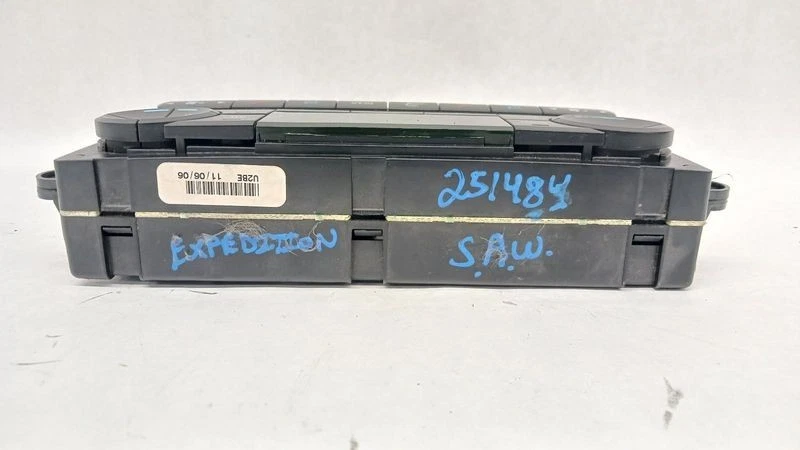 U2BE
11/06/06
251484
EXPEDITION
S.A.W.